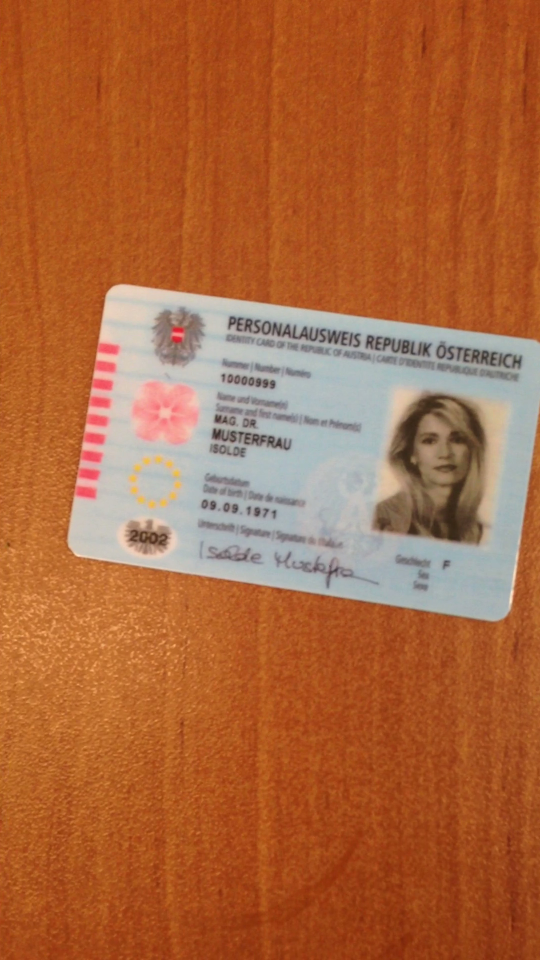 PERSONALAUSWEIS REPUBLIK ÖSTERREICH
IDENTITY CARD OF THE REPUBLIC OF AUSTRIA | CARTE D'IDENTITÉ RÉPUBLIQUE D'AUTRICHE
Nummer | Number | Numéro
10000999
Name und Vorname(n)
Surname and first name(s) | Nom et Prénom(s)
MAG. DR.
MUSTERFRAU
ISOLDE
Geburtsdatum
Date of birth | Date de naissance
09.09.1971
Unterschrift | Signature | Signature du titulaire
Isolde Musterfrau
Geschlecht F
Sex
Sexe
2002